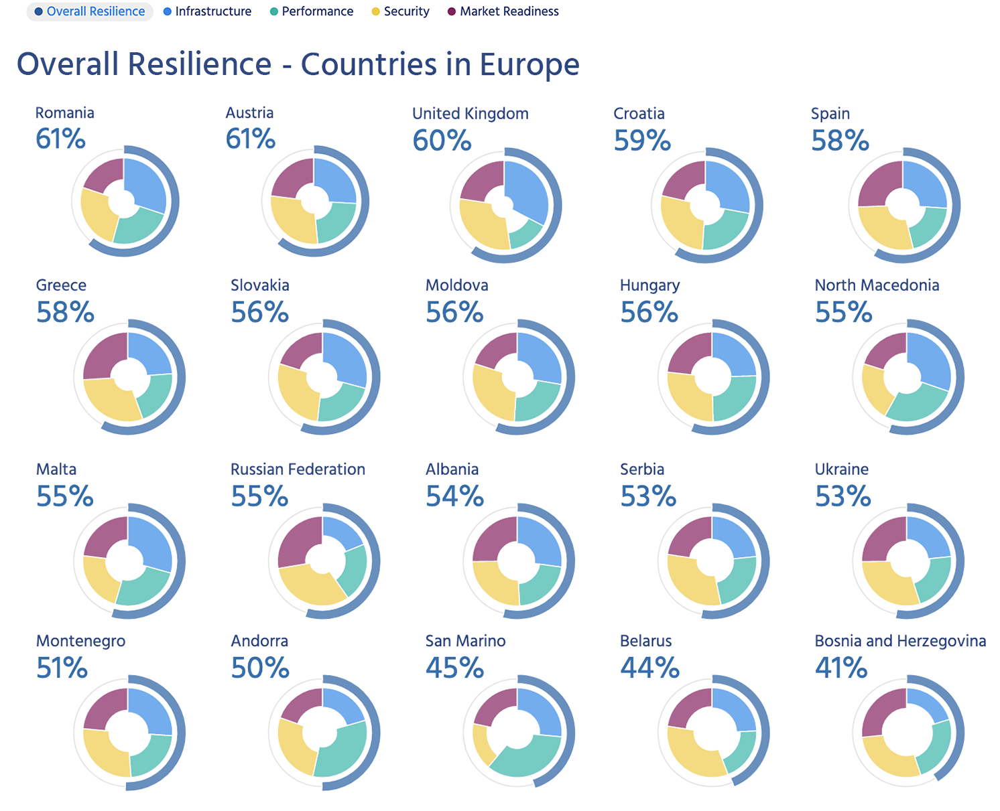 Overall Resilience Infrastructure Performance Security Market Readiness
Overall Resilience - Countries in Europe
Romania Austria United Kingdom Croatia Spain
61% 61% 60% 59% 58%
Greece Slovakia Moldova Hungary North Macedonia
58% 56% 56% 56% 55%
Malta Russian Federation Albania Serbia Ukraine
55% 55% 54% 53% 53%
Montenegro Andorra San Marino Belarus Bosnia and Herzegovina
51% 50% 45% 44% 41%